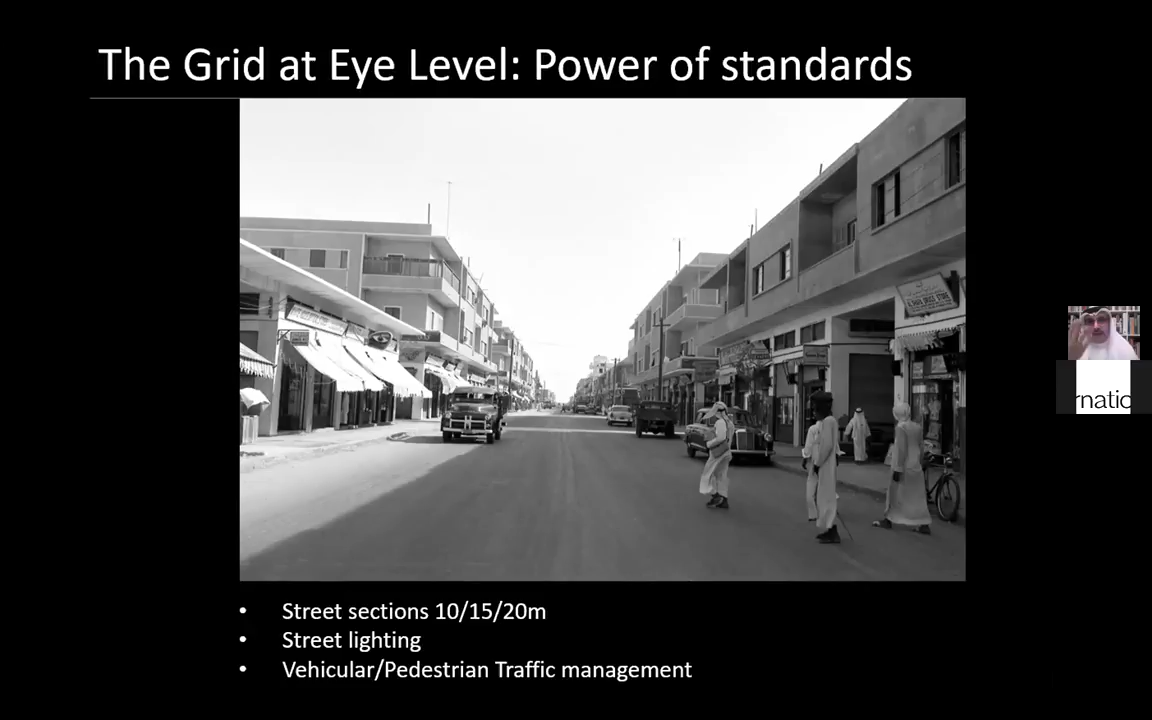 The Grid at Eye Level: Power of standards
• Street sections 10/15/20m
• Street lighting
• Vehicular/Pedestrian Traffic management
rnatic